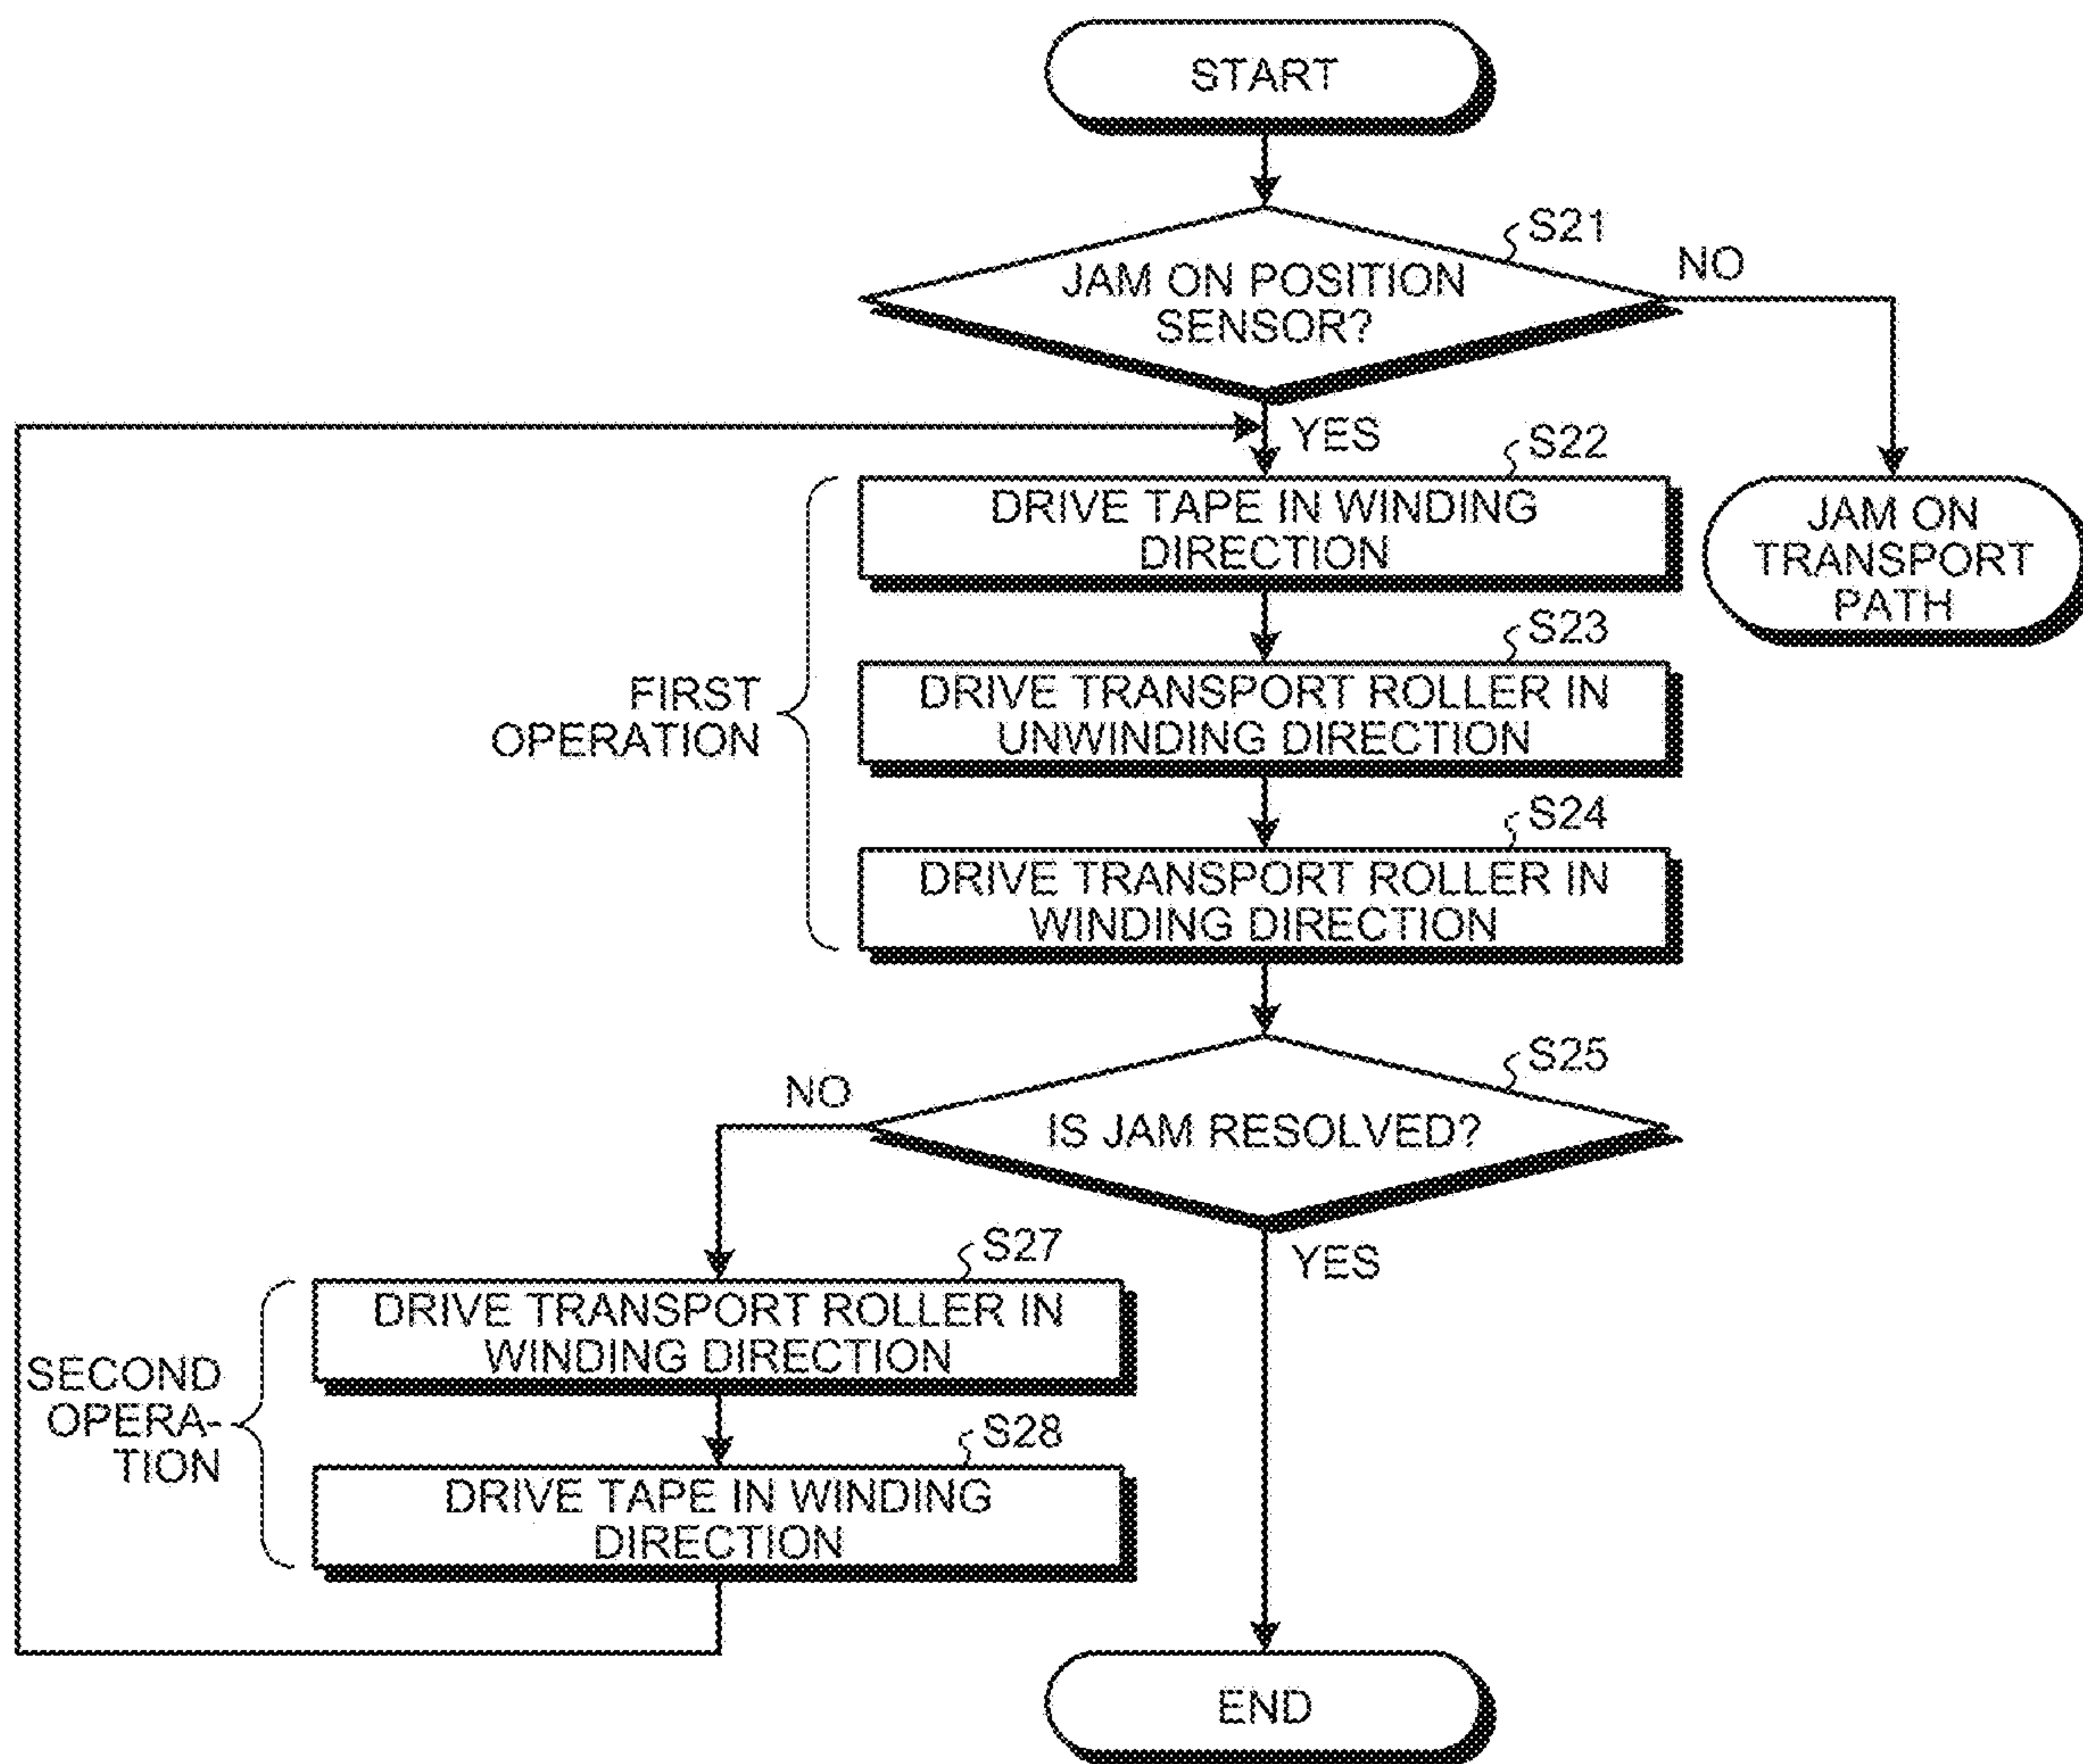 START
S21
JAM ON POSITION
SENSOR?
NO
YES
S22
DRIVE TAPE IN WINDING
DIRECTION
JAM ON
TRANSPORT
PATH
S23
FIRST
OPERATION
DRIVE TRANSPORT ROLLER IN
UNWINDING DIRECTION
S24
DRIVE TRANSPORT ROLLER IN
WINDING DIRECTION
S25
NO
IS JAM RESOLVED?
YES
S27
DRIVE TRANSPORT ROLLER IN
WINDING DIRECTION
SECOND
OPERA-
TION
S28
DRIVE TAPE IN WINDING
DIRECTION
END